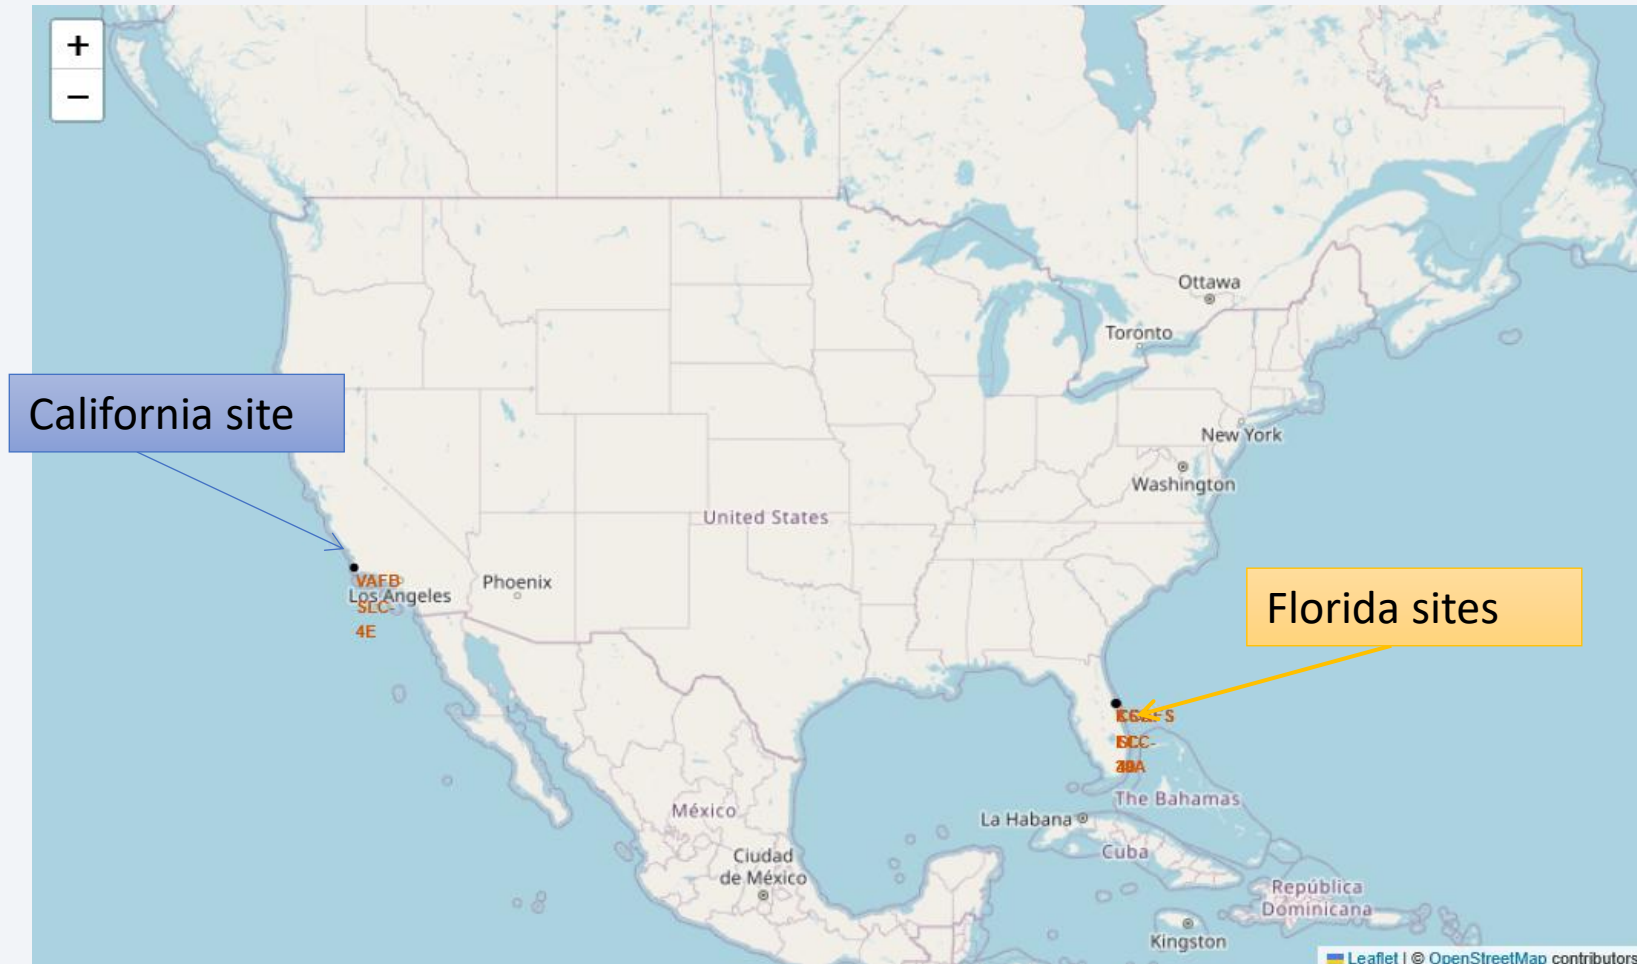 +
−
Ottawa
Toronto
California site
New York
Washington
United States
VAFB
SLC-
4E
Los Angeles
Phoenix
Florida sites
The Bahamas
México
La Habana
Cuba
Ciudad
de México
República
Dominicana
Kingston
Leaflet | © OpenStreetMap contributors